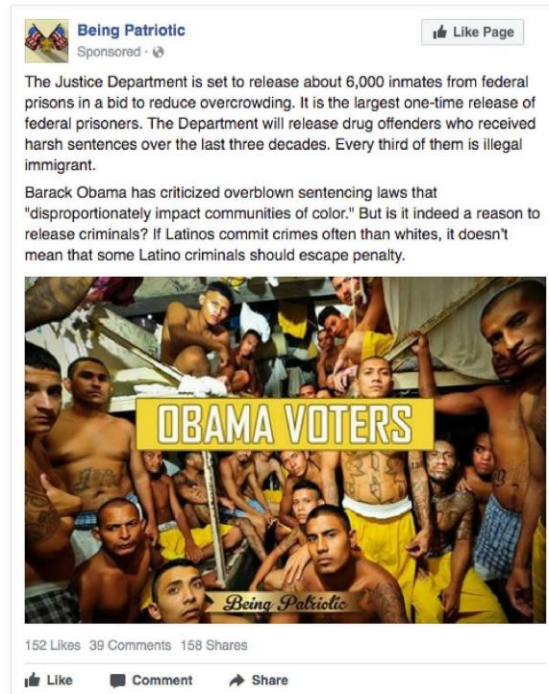 Being Patriotic
Like Page
Sponsored ·
The Justice Department is set to release about 6,000 inmates from federal
prisons in a bid to reduce overcrowding. It is the largest one-time release of
federal prisoners. The Department will release drug offenders who received
harsh sentences over the last three decades. Every third of them is illegal
immigrant.
Barack Obama has criticized overblown sentencing laws that
"disproportionately impact communities of color." But is it indeed a reason to
release criminals? If Latinos commit crimes often than whites, it doesn't
mean that some Latino criminals should escape penalty.
OBAMA VOTERS
Being Patriotic
152 Likes 39 Comments 158 Shares
Like Comment Share